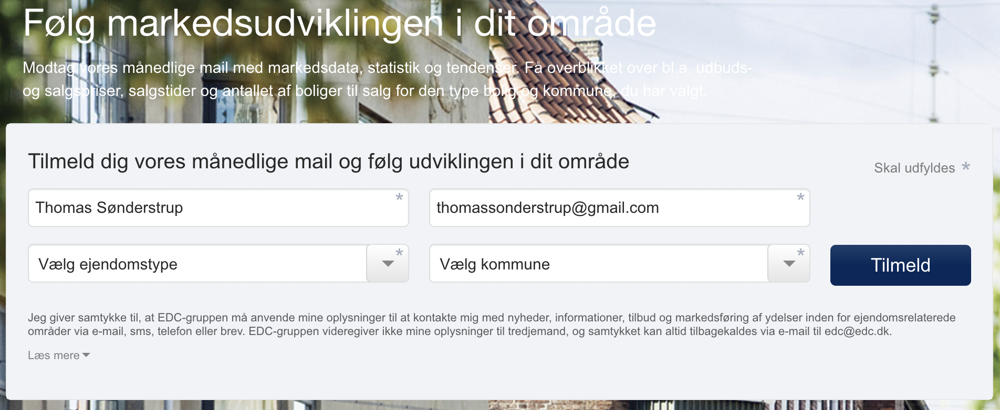 Følg markedsudviklingen i dit område
Modtag vores månedlige mail med markedsdata, statistik og tendenser. Få overblikket over bl.a. udbuds-
og salgspriser, salgstider og antallet af boliger til salg for den type bolig og kommune, du har valgt.
Tilmeld dig vores månedlige mail og følg udviklingen i dit område
Skal udfyldes *
Thomas Sønderstrup *
thomassonderstrup@gmail.com *
Vælg ejendomstype *
Vælg kommune *
Tilmeld
Jeg giver samtykke til, at EDC-gruppen må anvende mine oplysninger til at kontakte mig med nyheder, informationer, tilbud og markedsføring af ydelser inden for ejendomsrelaterede
områder via e-mail, sms, telefon eller brev. EDC-gruppen videregiver ikke mine oplysninger til tredjemand, og samtykket kan altid tilbagekaldes via e-mail til edc@edc.dk.
Læs mere